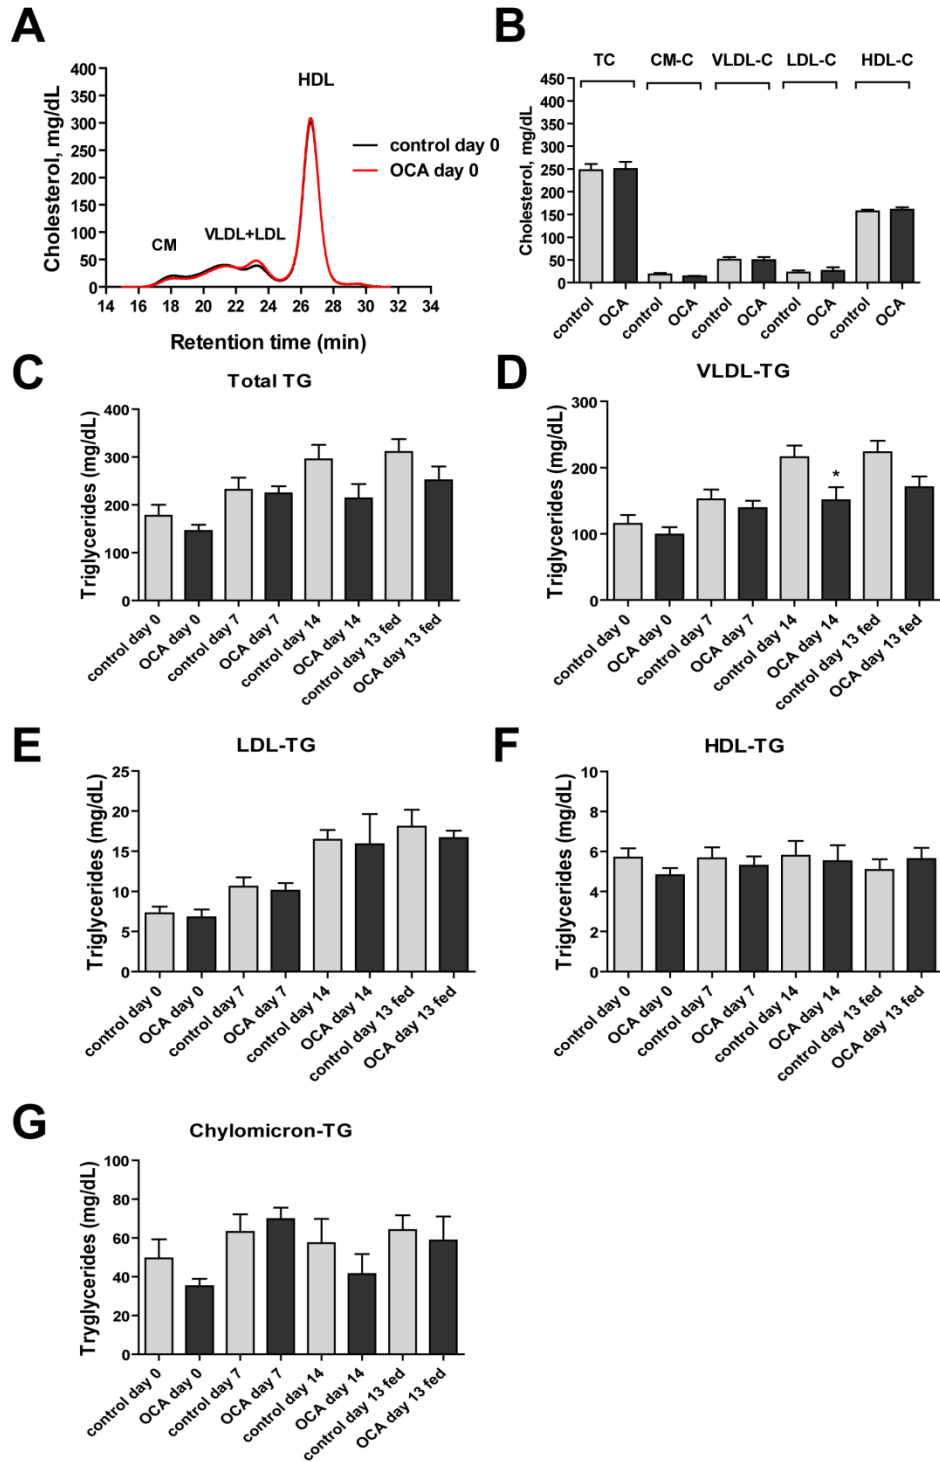 A
Cholesterol, mg/dL
400
350
300
250
200
150
100
50
0
HDL
CM
VLDL+LDL
control day 0
OCA day 0
14 16 18 20 22 24 26 28 30 32 34
Retention time (min)
B
TC CM-C VLDL-C LDL-C HDL-C
Cholesterol, mg/dL
450
400
350
300
250
200
150
100
50
0
control OCA control OCA control OCA control OCA control OCA
C
Total TG
Triglycerides (mg/dL)
400
300
200
100
0
control day 0
OCA day 0
control day 7
OCA day 7
control day 14
OCA day 14
control day 13 fed
OCA day 13 fed
D
VLDL-TG
Triglycerides (mg/dL)
300
200
100
0
*
control day 0
OCA day 0
control day 7
OCA day 7
control day 14
OCA day 14
control day 13 fed
OCA day 13 fed
E
LDL-TG
Triglycerides (mg/dL)
25
20
15
10
5
0
control day 0
OCA day 0
control day 7
OCA day 7
control day 14
OCA day 14
control day 13 fed
OCA day 13 fed
F
HDL-TG
Triglycerides (mg/dL)
10
8
6
4
2
0
control day 0
OCA day 0
control day 7
OCA day 7
control day 14
OCA day 14
control day 13 fed
OCA day 13 fed
G
Chylomicron-TG
Tryglycerides (mg/dL)
100
80
60
40
20
0
control day 0
OCA day 0
control day 7
OCA day 7
control day 14
OCA day 14
control day 13 fed
OCA day 13 fed